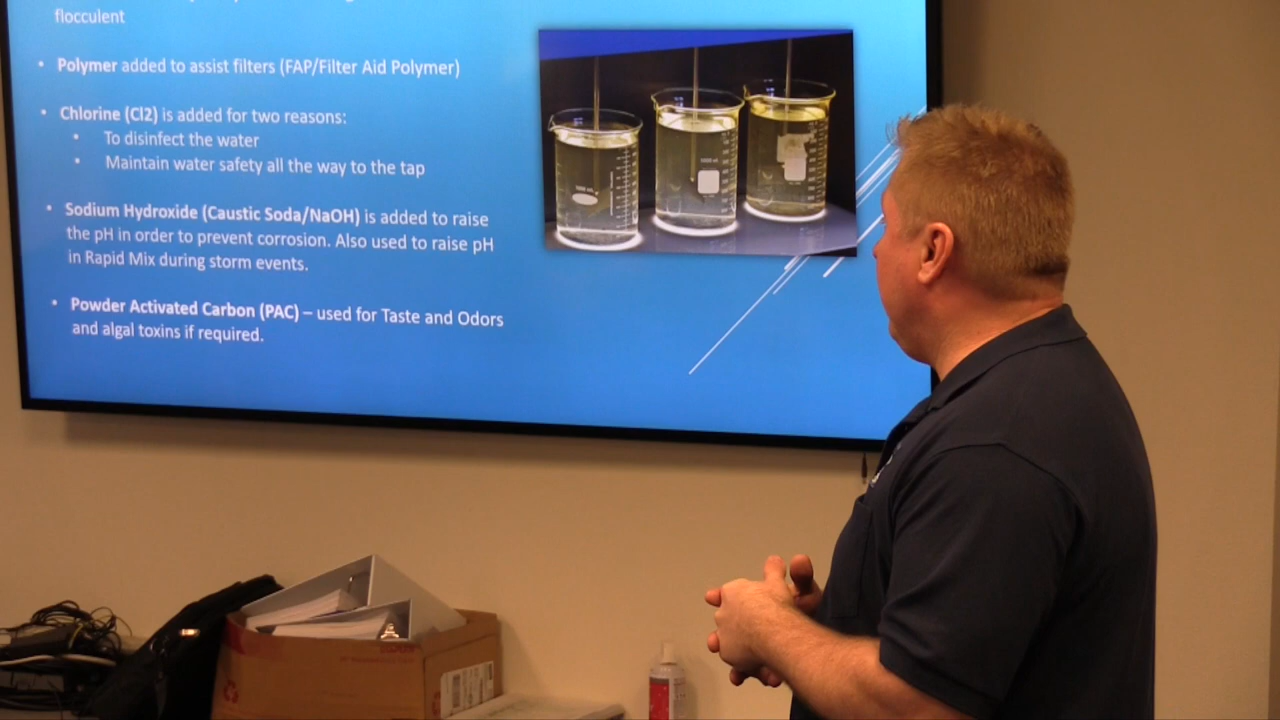 flocculent
• Polymer added to assist filters (FAP/Filter Aid Polymer)
• Chlorine (Cl2) is added for two reasons:
• To disinfect the water
• Maintain water safety all the way to the tap
• Sodium Hydroxide (Caustic Soda/NaOH) is added to raise
the pH in order to prevent corrosion. Also used to raise pH
in Rapid Mix during storm events.
• Powder Activated Carbon (PAC) – used for Taste and Odors
and algal toxins if required.